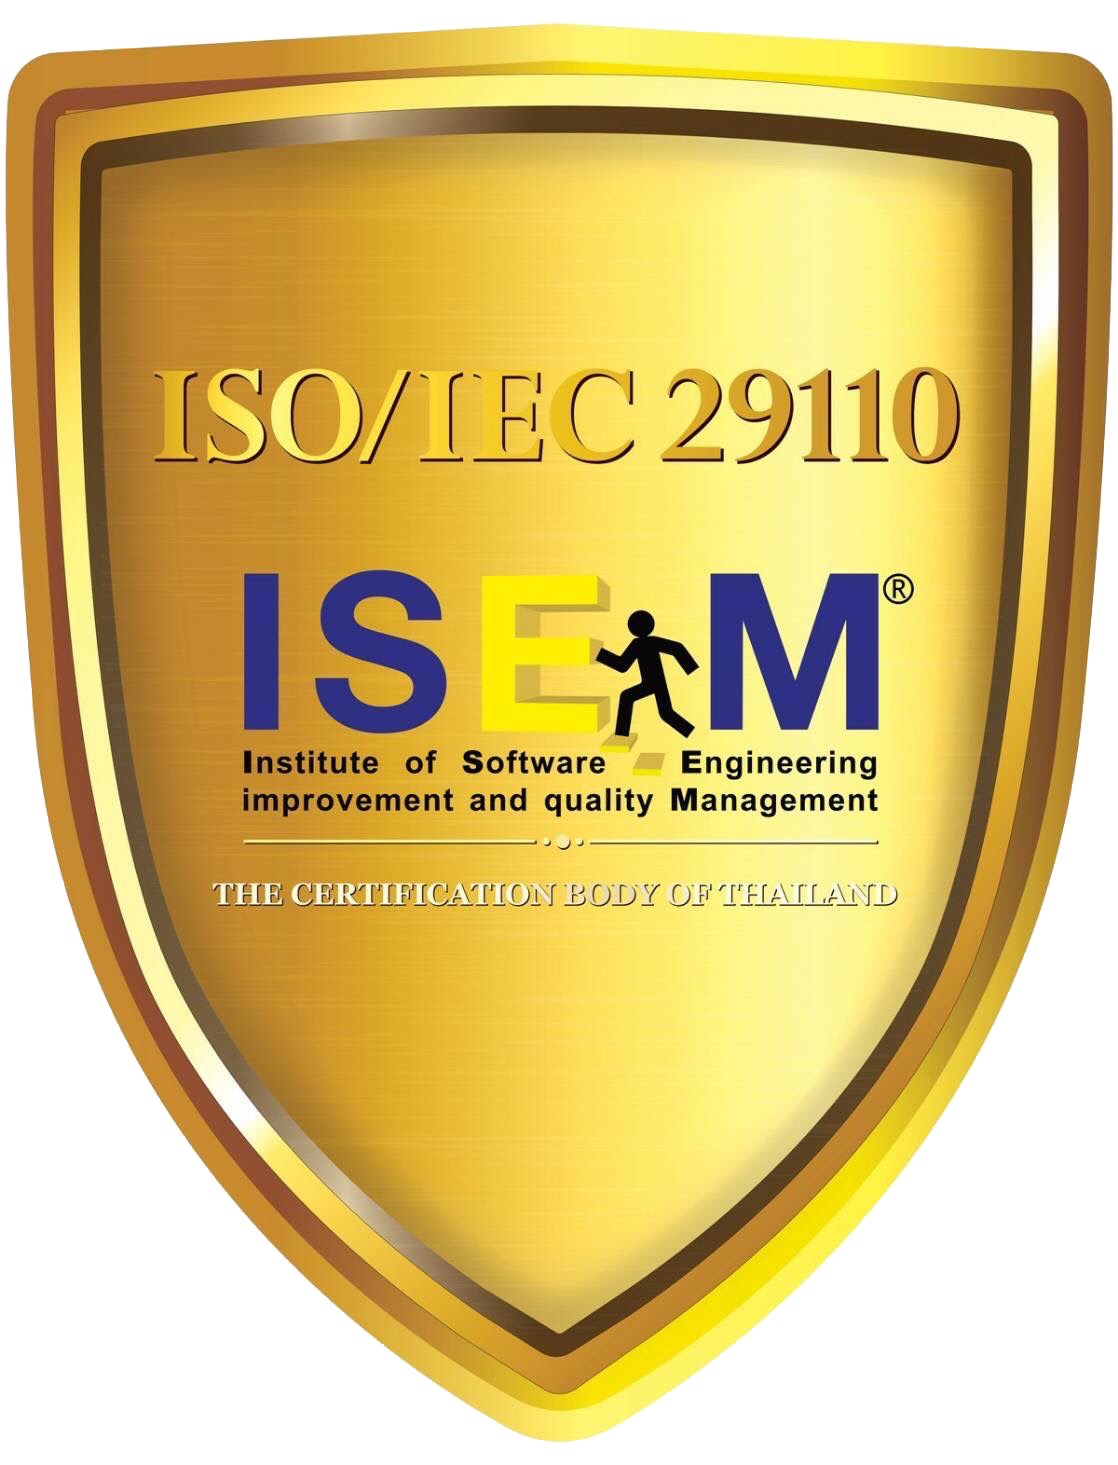 ISO/IEC 29110
ISEM®
Institute of Software Engineering
improvement and quality Management
THE CERTIFICATION BODY OF THAILAND